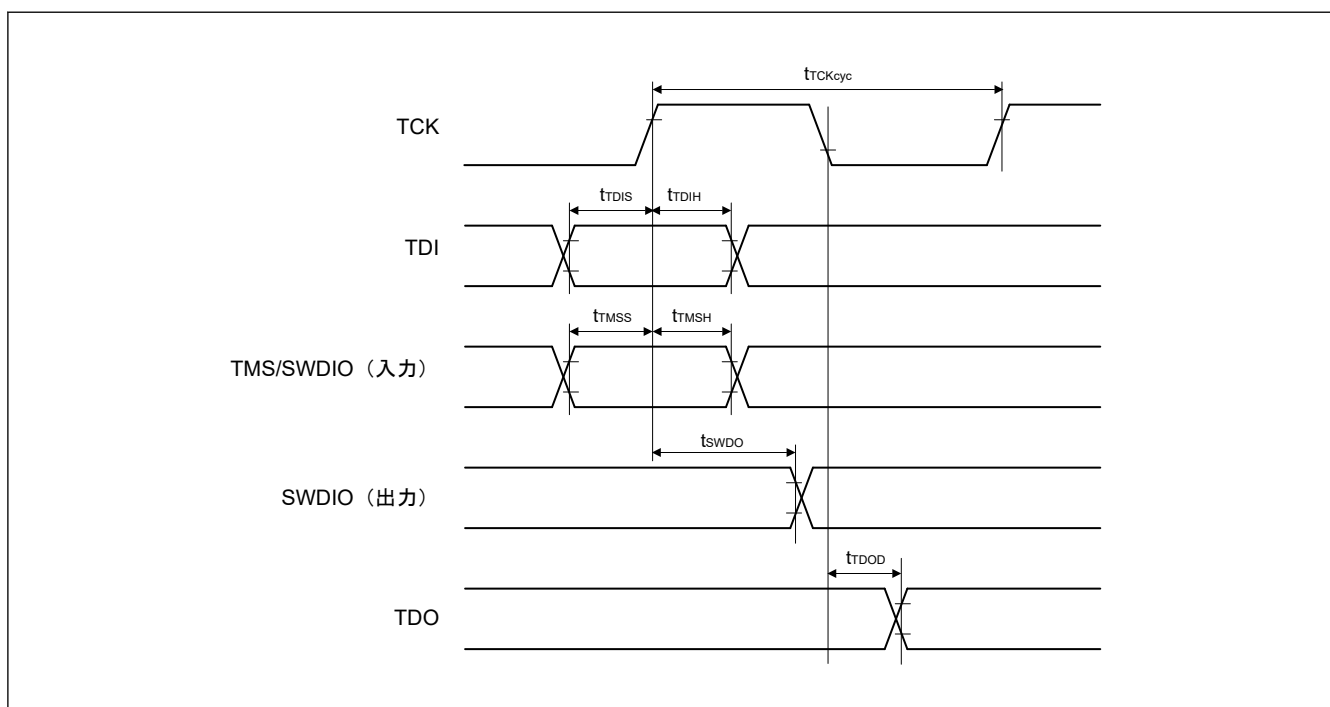 tTCKcyc
TCK
tTDIS
tTDIH
TDI
tTMSS
tTMSH
TMS/SWDIO（入力）
tSWDO
SWDIO（出力）
tTDOD
TDO